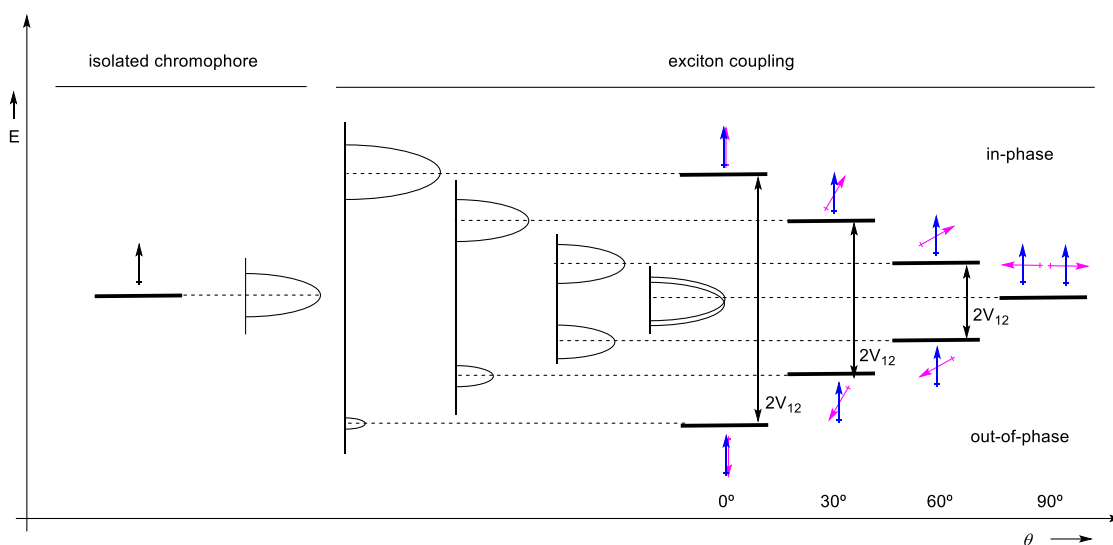 isolated chromophore
exciton coupling
E
in-phase
2V₁₂
2V₁₂
2V₁₂
out-of-phase
0º
30º
60º
90º
θ